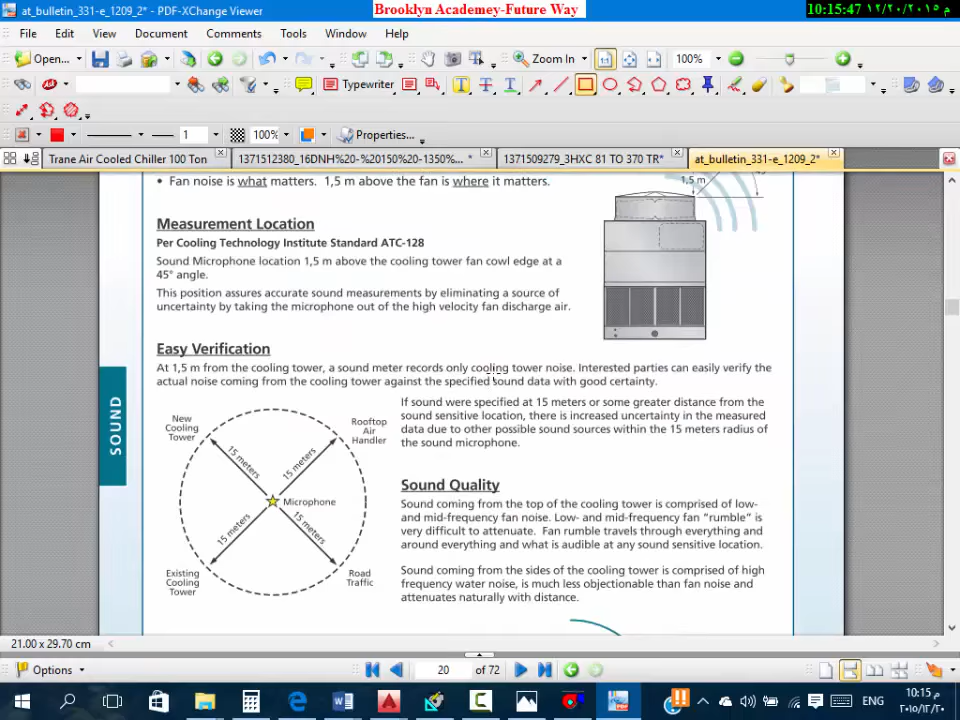 at_bulletin_331-e_1209_2* - PDF-XChange Viewer
Brooklyn Academey-Future Way
10:15:47 ١٢/٢٠/٢٠١٥ م
File Edit View Document Comments Tools Window Help
Open... Zoom In 100%
Typewriter
1 100% Properties...
Trane Air Cooled Chiller 100 Ton
1371512380_16DNH%20-%20150%20-1350%... *
1371509279_3HXC 81 TO 370 TR*
at_bulletin_331-e_1209_2*
• Fan noise is what matters. 1,5 m above the fan is where it matters.
1,5 m
Measurement Location
Per Cooling Technology Institute Standard ATC-128
Sound Microphone location 1,5 m above the cooling tower fan cowl edge at a
45° angle.
This position assures accurate sound measurements by eliminating a source of
uncertainty by taking the microphone out of the high velocity fan discharge air.
Easy Verification
At 1,5 m from the cooling tower, a sound meter records only cooling tower noise. Interested parties can easily verify the
actual noise coming from the cooling tower against the specified sound data with good certainty.
SOUND
New
Cooling
Tower
Rooftop
Air
Handler
15 meters
15 meters
Microphone
15 meters
15 meters
Existing
Cooling
Tower
Road
Traffic
If sound were specified at 15 meters or some greater distance from the
sound sensitive location, there is increased uncertainty in the measured
data due to other possible sound sources within the 15 meters radius of
the sound microphone.
Sound Quality
Sound coming from the top of the cooling tower is comprised of low-
and mid-frequency fan noise. Low- and mid-frequency fan “rumble” is
very difficult to attenuate. Fan rumble travels through everything and
around everything and what is audible at any sound sensitive location.
Sound coming from the sides of the cooling tower is comprised of high
frequency water noise, is much less objectionable than fan noise and
attenuates naturally with distance.
21.00 x 29.70 cm
Options 20 of 72
ENG
10:15 م
٢٠١٥/١٢/٢٠